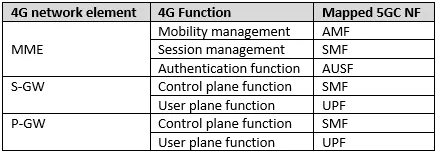 4G network element 4G Function Mapped 5GC NF
MME Mobility management AMF
Session management SMF
Authentication function AUSF
S-GW Control plane function SMF
User plane function UPF
P-GW Control plane function SMF
User plane function UPF